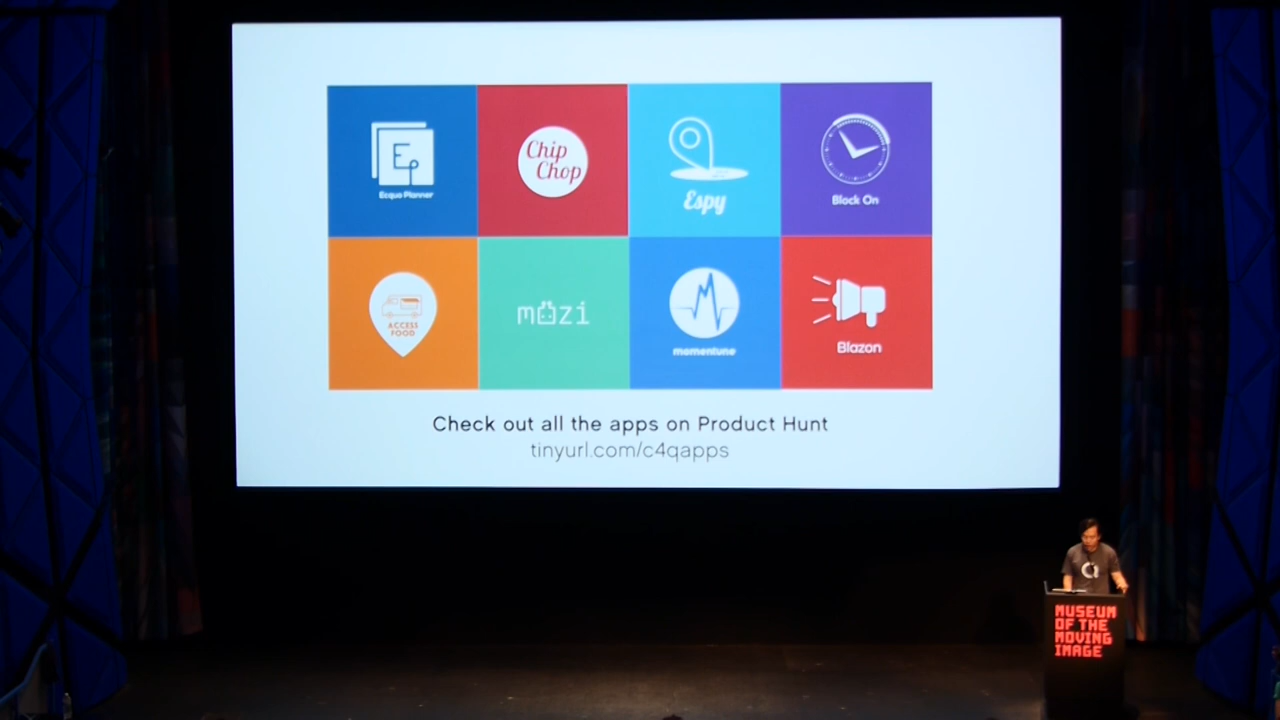 Ecquo Planner
Chip
Chop
Espy
Block On
ACCESS
FOOD
mozi
momentune
Blazon
Check out all the apps on Product Hunt
tinyurl.com/c4qapps
MUSEUM
OF THE
MOVING
IMAGE